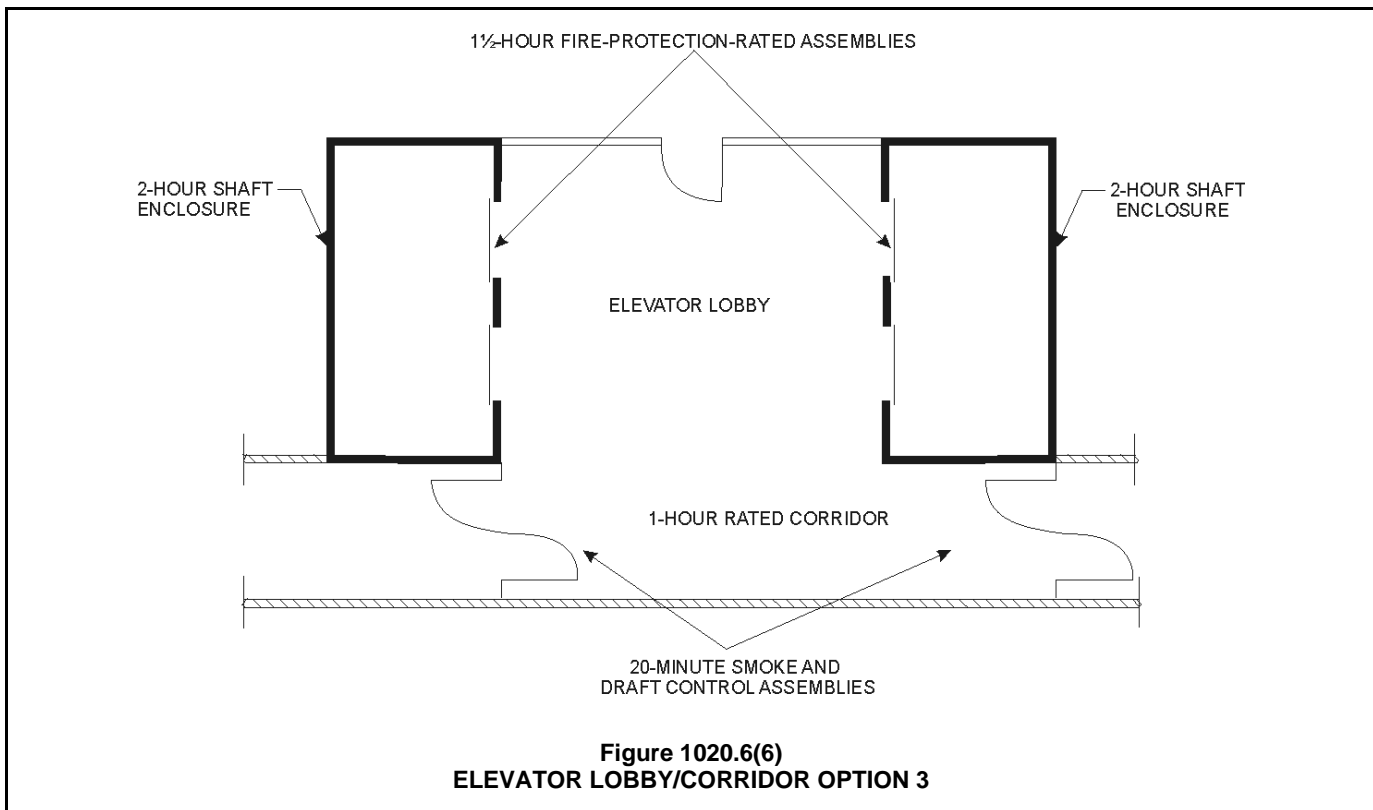 1½-HOUR FIRE-PROTECTION-RATED ASSEMBLIES
2-HOUR SHAFT
ENCLOSURE
2-HOUR SHAFT
ENCLOSURE
ELEVATOR LOBBY
1-HOUR RATED CORRIDOR
20-MINUTE SMOKE AND
DRAFT CONTROL ASSEMBLIES
Figure 1020.6(6)
ELEVATOR LOBBY/CORRIDOR OPTION 3